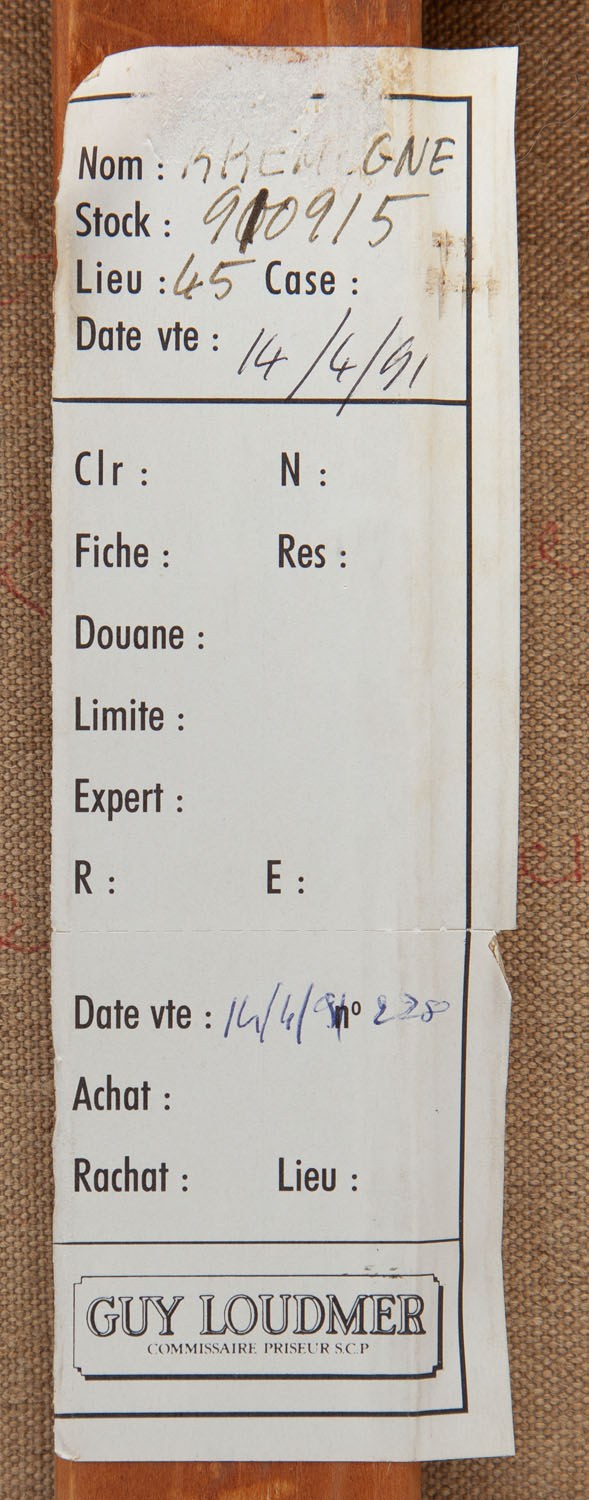 Nom : KREMEGNE
Stock : 910915
Lieu : 45 Case :
Date vte : 14/4/91
Clr : N :
Fiche : Res :
Douane :
Limite :
Expert :
R : E :
Date vte : 14/4/91 nº 228
Achat :
Rachat : Lieu :
GUY LOUDMER
COMMISSAIRE PRISEUR S.C.P